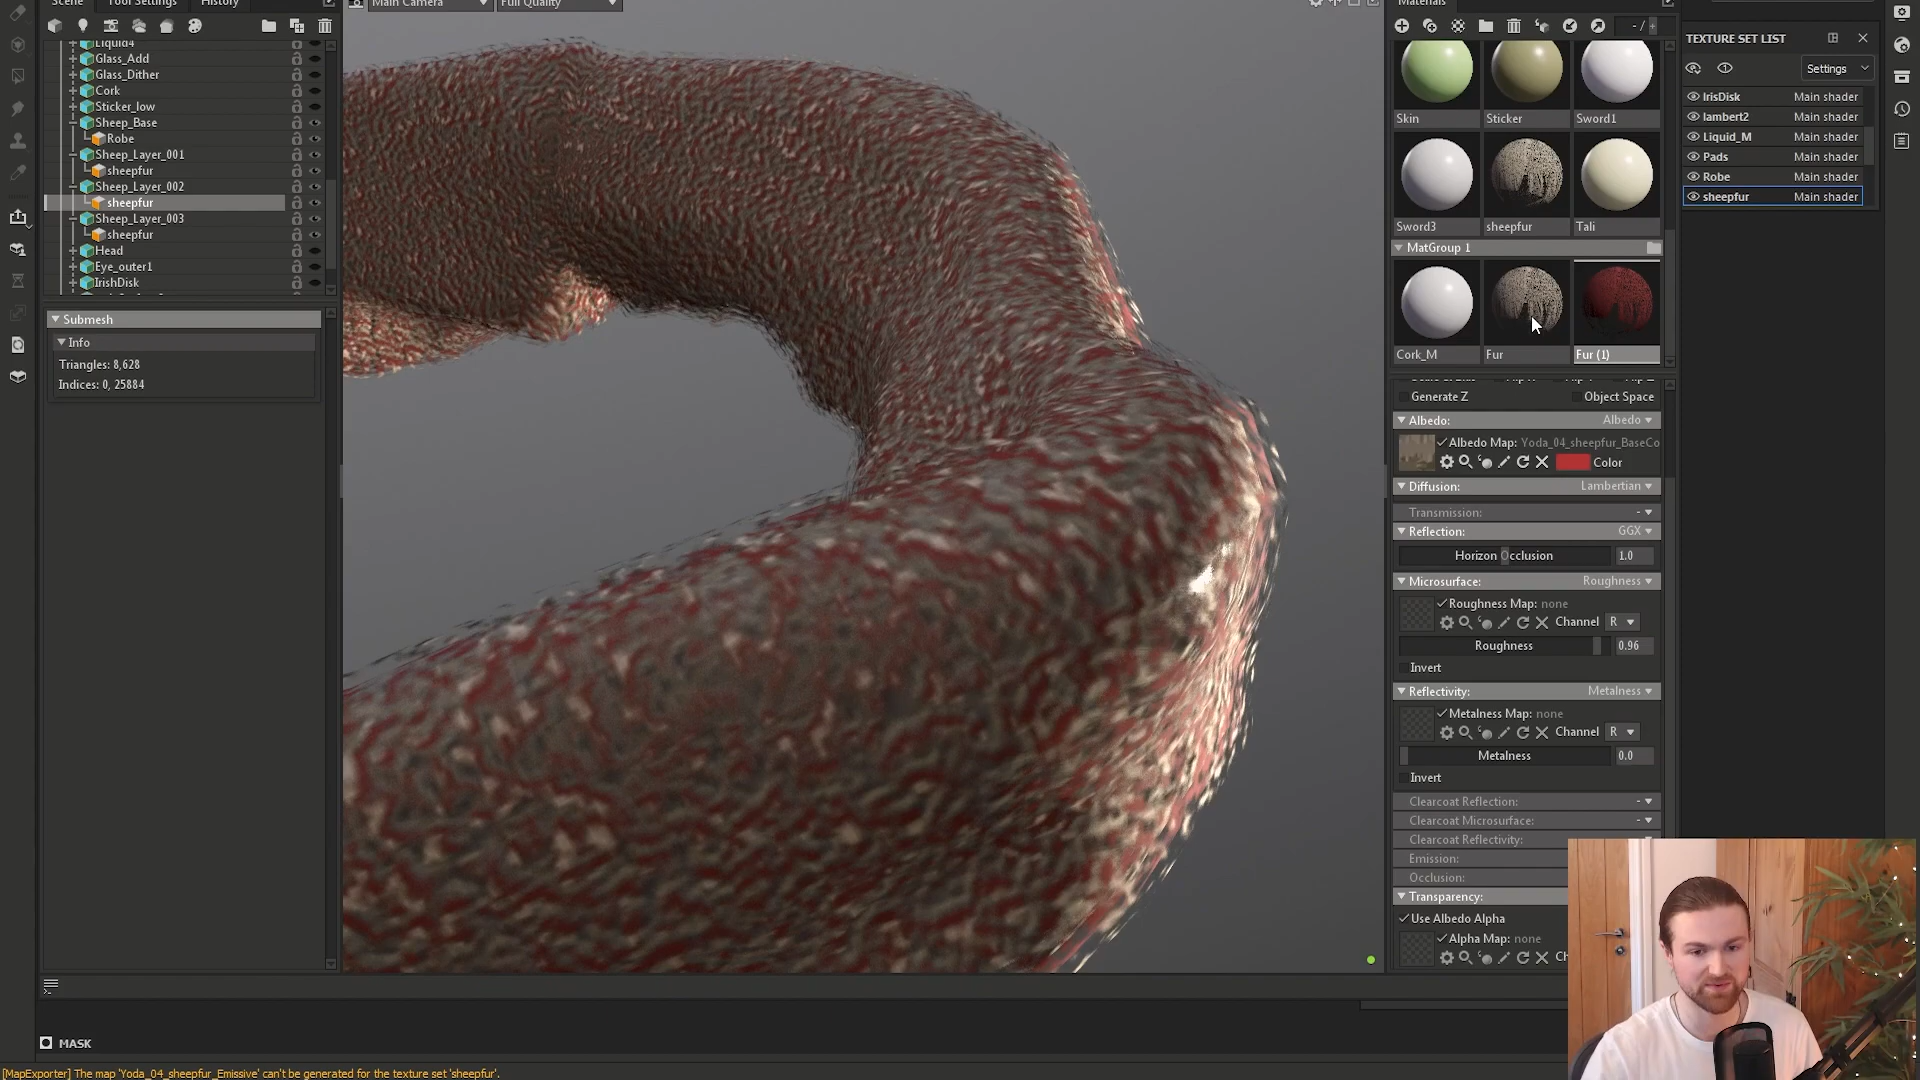 Scene
Tool Settings
History
Liquid4
Glass_Add
Glass_Dither
Cork
Sticker_low
Sheep_Base
Robe
Sheep_Layer_001
sheepfur
Sheep_Layer_002
sheepfur
Sheep_Layer_003
sheepfur
Head
Eye_outer1
IrishDisk
Submesh
Info
Triangles: 8,628
Indices: 0, 25884
Main Camera
Full Quality
Materials
- /
Skin
Sticker
Sword1
Sword3
sheepfur
Tali
MatGroup 1
Cork_M
Fur
Fur (1)
Generate Z
Object Space
Albedo:
Albedo
Albedo Map: Yoda_04_sheepfur_BaseCo
Color
Diffusion:
Lambertian
Transmission:
-
Reflection:
GGX
Horizon Occlusion
1.0
Microsurface:
Roughness
Roughness Map: none
Channel R
Roughness
0.96
Invert
Reflectivity:
Metalness
Metalness Map: none
Channel R
Metalness
0.0
Invert
Clearcoat Reflection:
-
Clearcoat Microsurface:
-
Clearcoat Reflectivity:
Emission:
Occlusion:
Transparency:
Use Albedo Alpha
Alpha Map: none
TEXTURE SET LIST
Settings
IrisDisk
Main shader
lambert2
Main shader
Liquid_M
Main shader
Pads
Main shader
Robe
Main shader
sheepfur
Main shader
MASK
[MapExporter] The map 'Yoda_04_sheepfur_Emissive' can't be generated for the texture set 'sheepfur'.